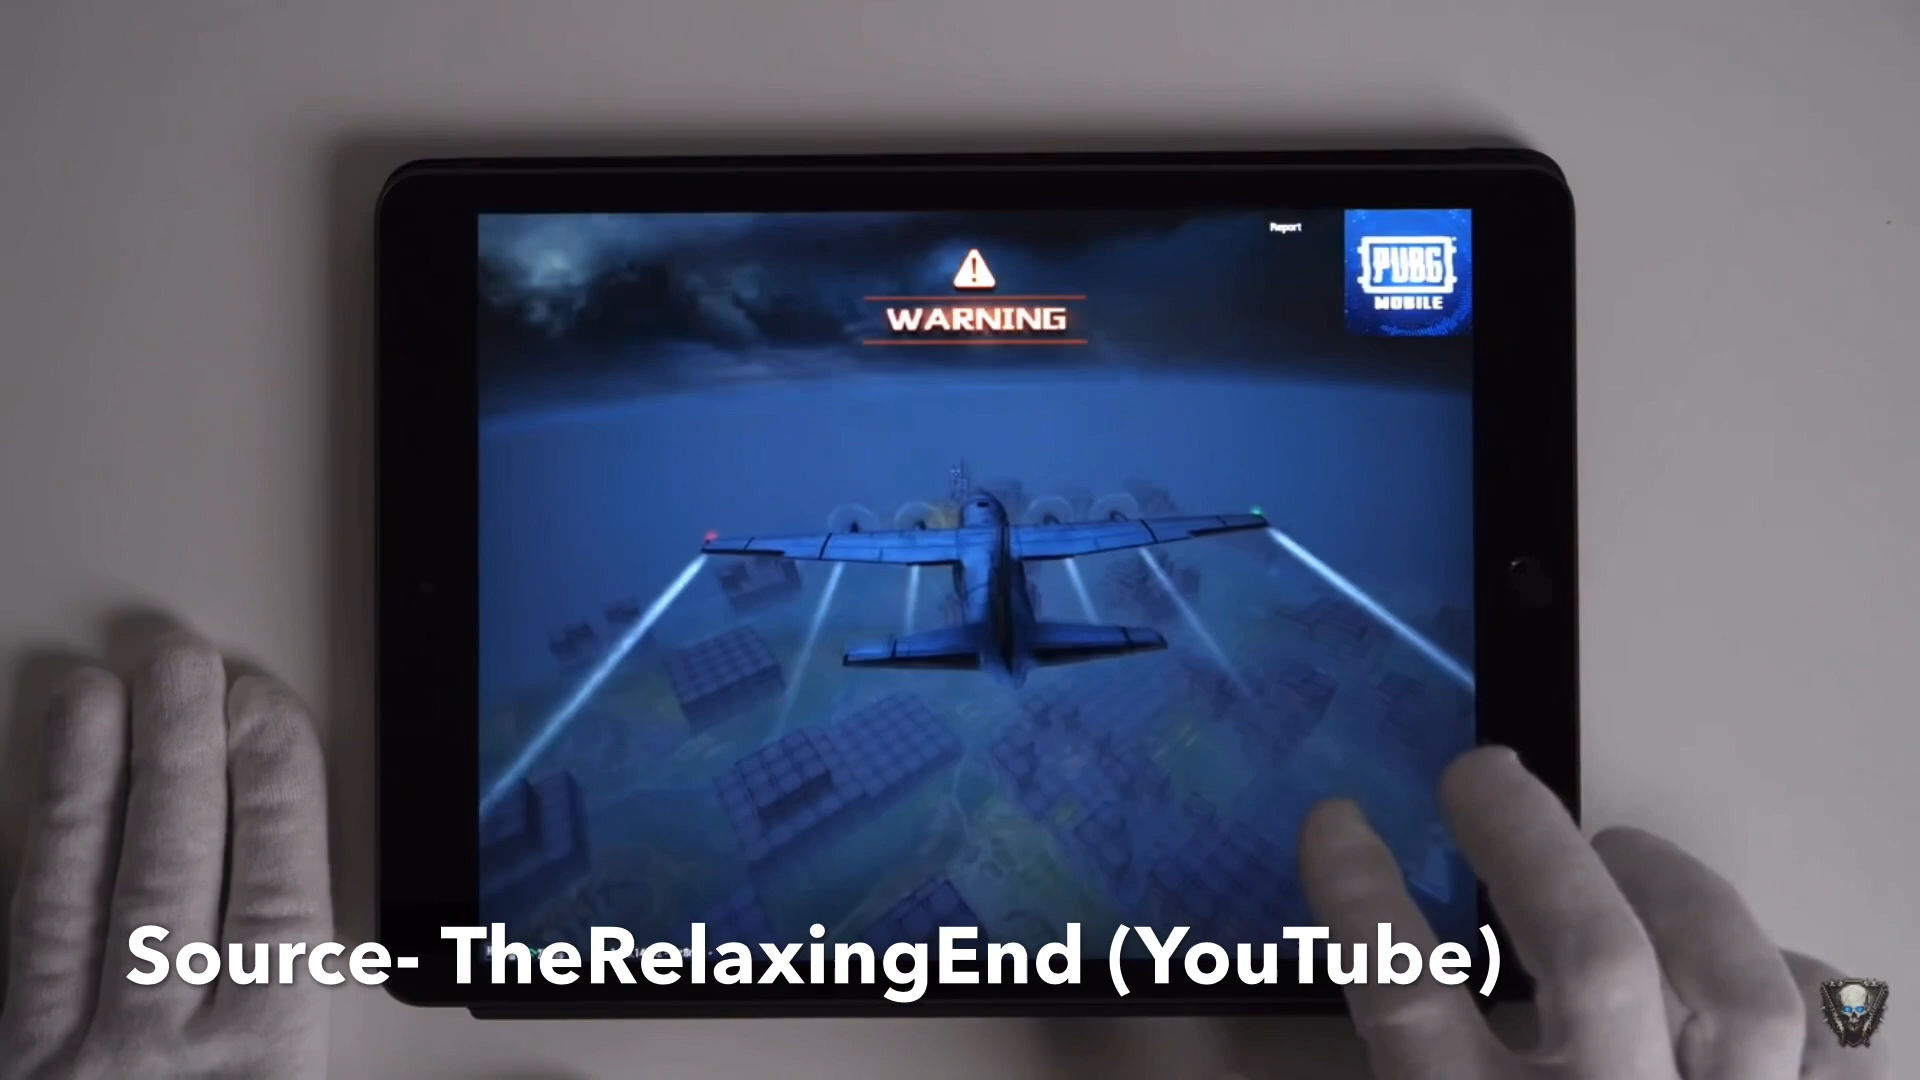 Report
PUBG
MOBILE
WARNING
Source- TheRelaxingEnd (YouTube)